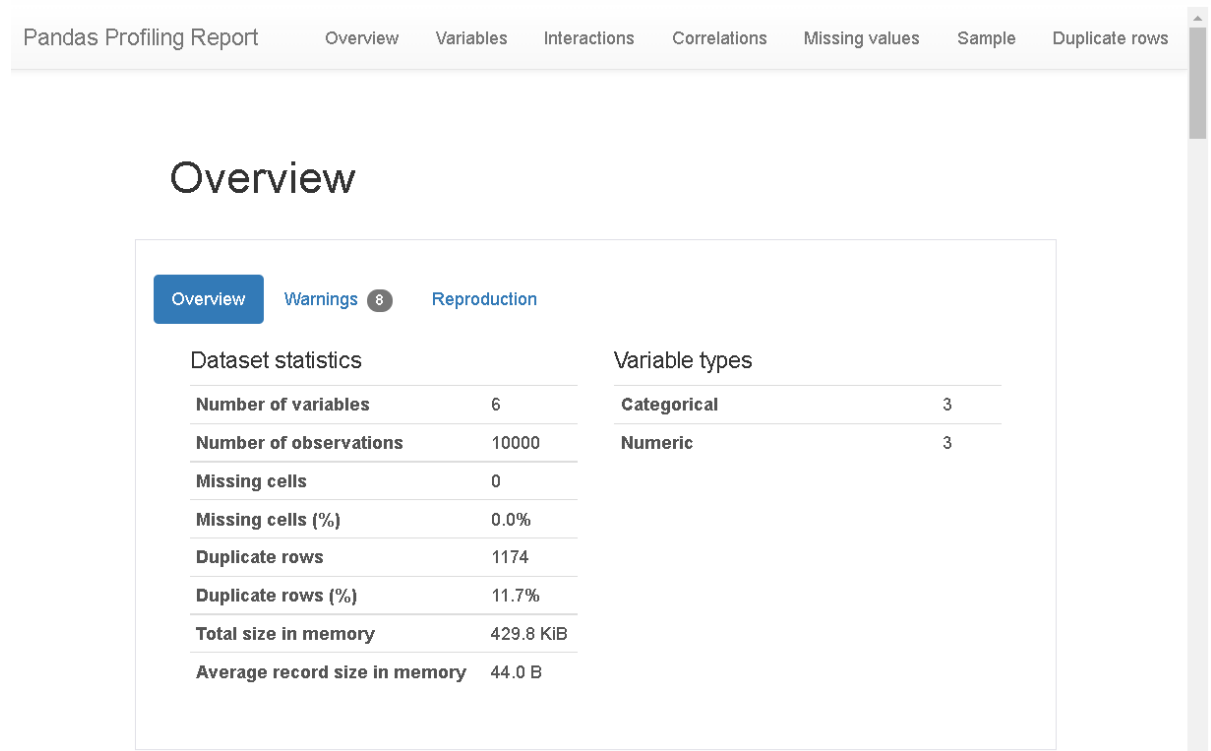 Pandas Profiling Report Overview Variables Interactions Correlations Missing values Sample Duplicate rows
Overview
Overview Warnings 8 Reproduction
Dataset statistics
Number of variables 6
Number of observations 10000
Missing cells 0
Missing cells (%) 0.0%
Duplicate rows 1174
Duplicate rows (%) 11.7%
Total size in memory 429.8 KiB
Average record size in memory 44.0 B
Variable types
Categorical 3
Numeric 3